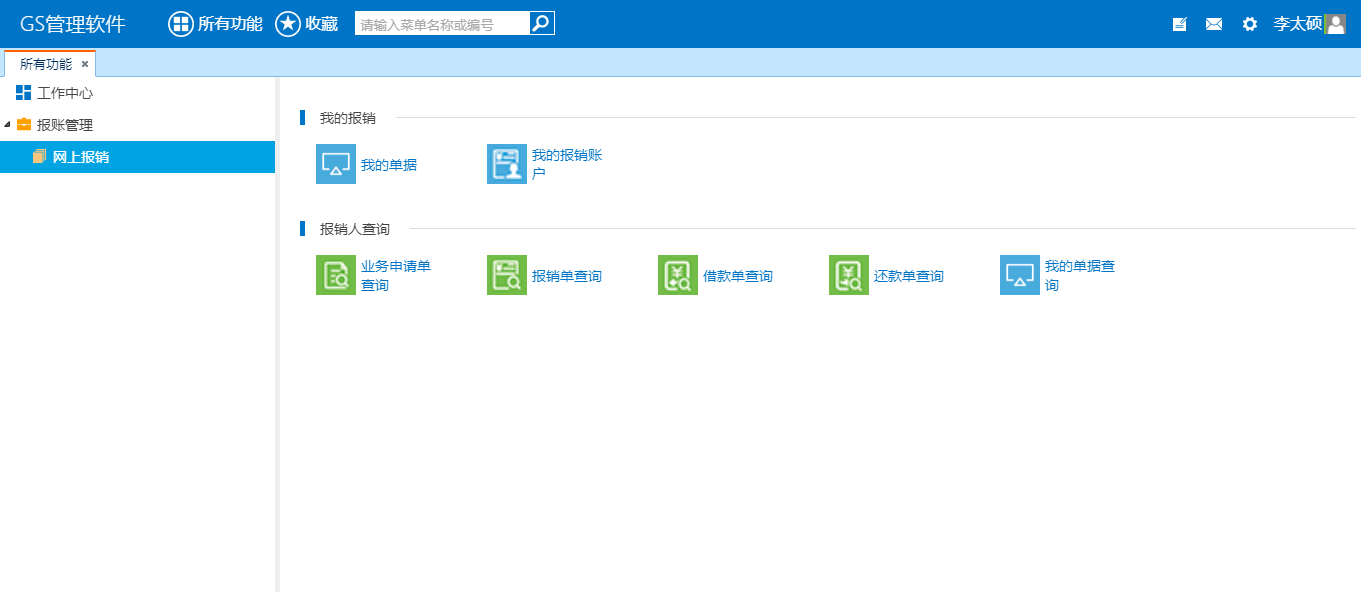 GS管理软件
所有功能
收藏
请输入菜单名称或编号
李太硕
所有功能 ×
工作中心
报账管理
网上报销
我的报销
我的单据
我的报销账
户
报销人查询
业务申请单
查询
报销单查询
借款单查询
还款单查询
我的单据查
询